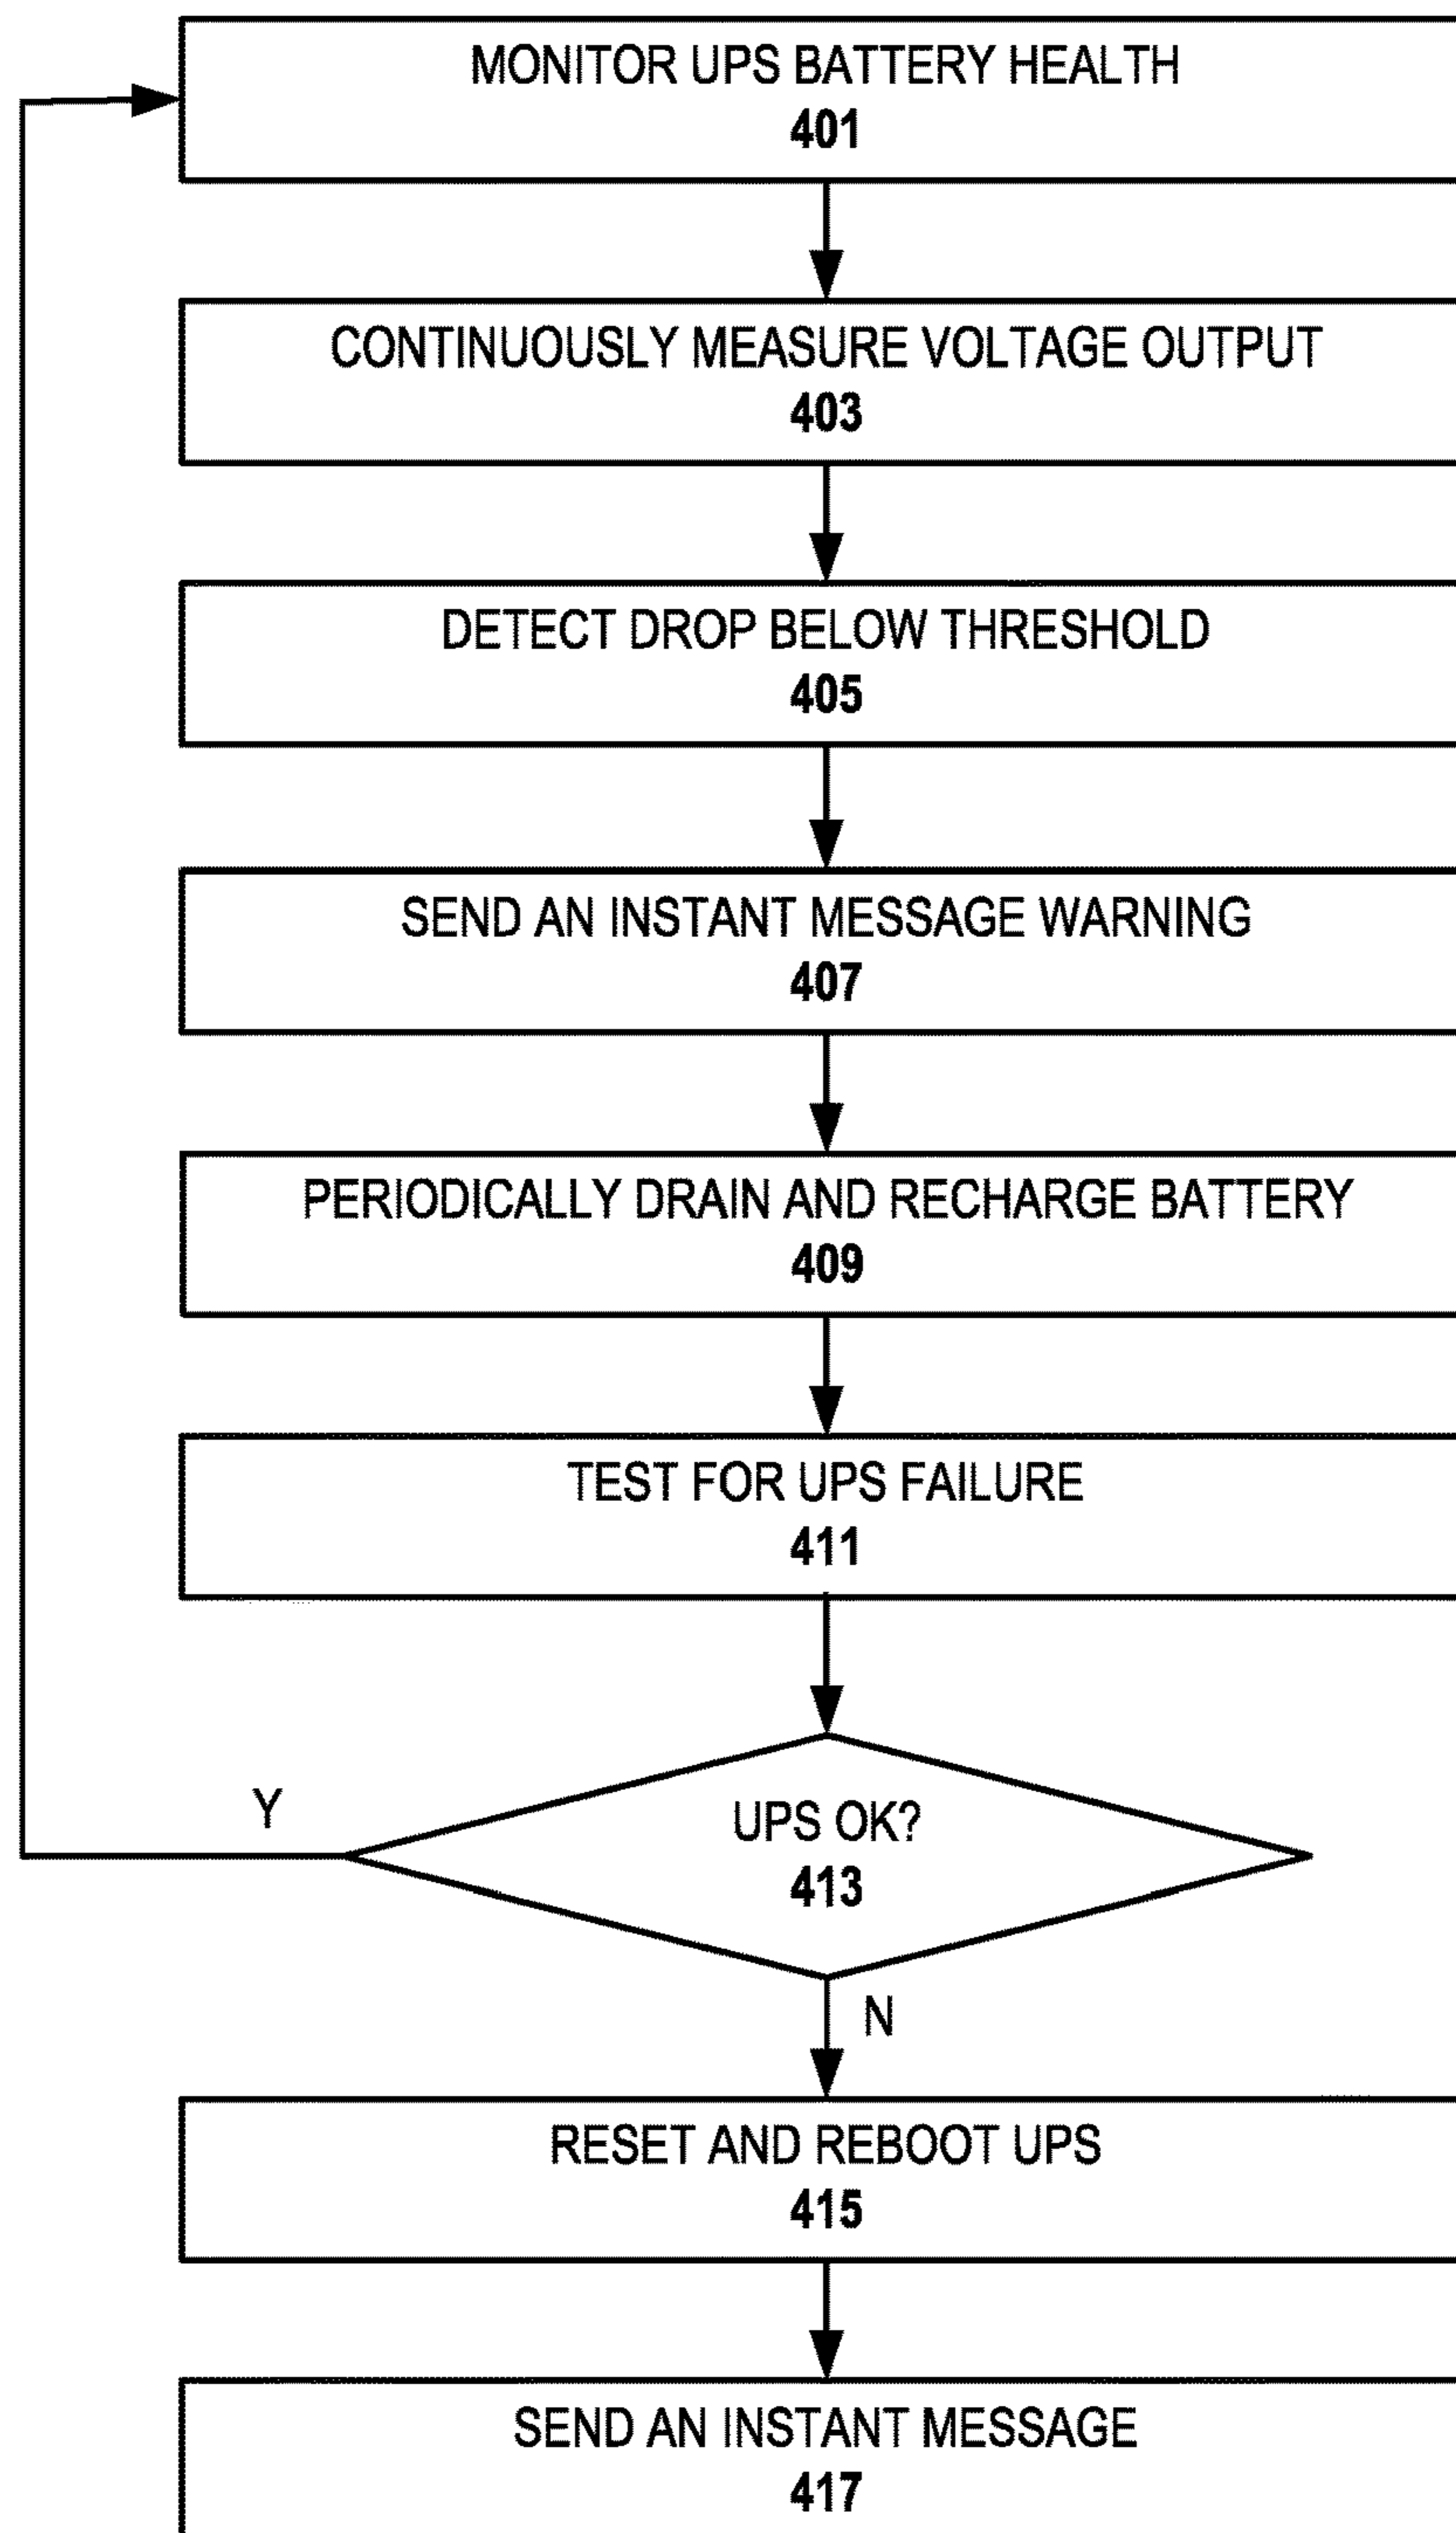 MONITOR UPS BATTERY HEALTH
401
CONTINUOUSLY MEASURE VOLTAGE OUTPUT
403
DETECT DROP BELOW THRESHOLD
405
SEND AN INSTANT MESSAGE WARNING
407
PERIODICALLY DRAIN AND RECHARGE BATTERY
409
TEST FOR UPS FAILURE
411
Y
UPS OK?
413
N
RESET AND REBOOT UPS
415
SEND AN INSTANT MESSAGE
417